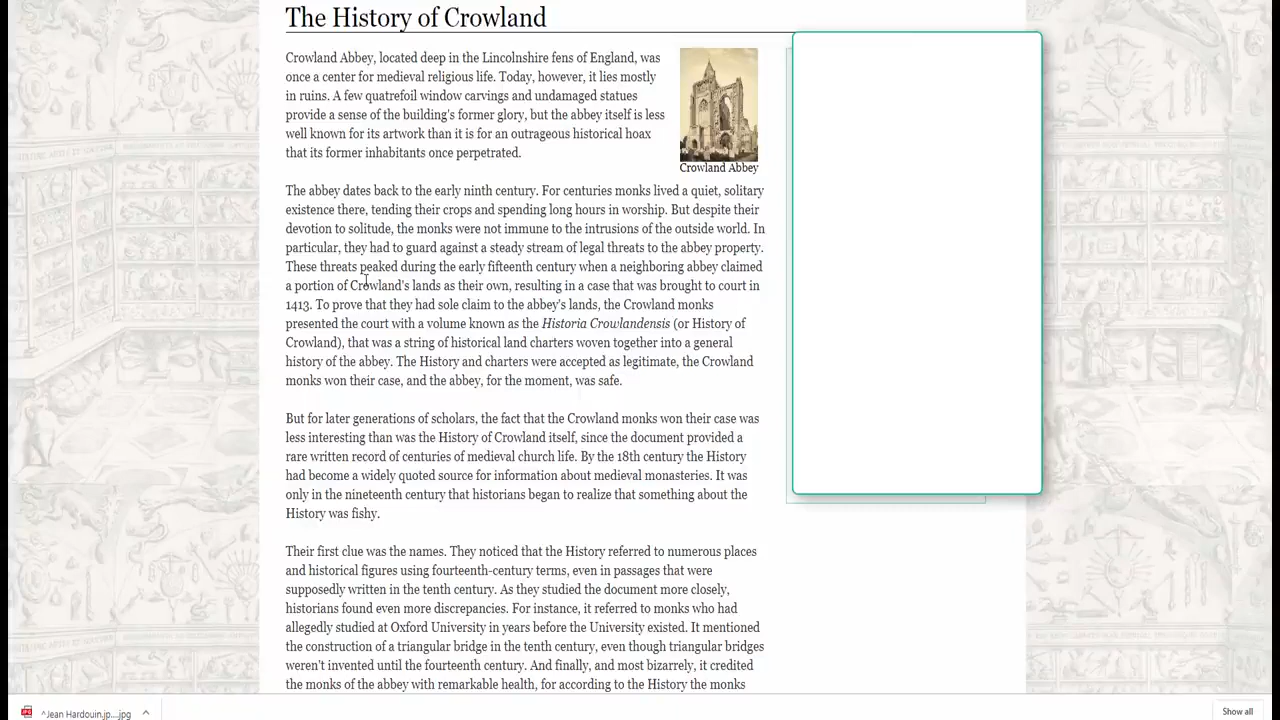 The History of Crowland
Crowland Abbey, located deep in the Lincolnshire fens of England, was
once a center for medieval religious life. Today, however, it lies mostly
in ruins. A few quatrefoil window carvings and undamaged statues
provide a sense of the building's former glory, but the abbey itself is less
well known for its artwork than it is for an outrageous historical hoax
that its former inhabitants once perpetrated.
Crowland Abbey
The abbey dates back to the early ninth century. For centuries monks lived a quiet, solitary
existence there, tending their crops and spending long hours in worship. But despite their
devotion to solitude, the monks were not immune to the intrusions of the outside world. In
particular, they had to guard against a steady stream of legal threats to the abbey property.
These threats peaked during the early fifteenth century when a neighboring abbey claimed
a portion of Crowland's lands as their own, resulting in a case that was brought to court in
1413. To prove that they had sole claim to the abbey's lands, the Crowland monks
presented the court with a volume known as the Historia Crowlandensis (or History of
Crowland), that was a string of historical land charters woven together into a general
history of the abbey. The History and charters were accepted as legitimate, the Crowland
monks won their case, and the abbey, for the moment, was safe.
But for later generations of scholars, the fact that the Crowland monks won their case was
less interesting than was the History of Crowland itself, since the document provided a
rare written record of centuries of medieval church life. By the 18th century the History
had become a widely quoted source for information about medieval monasteries. It was
only in the nineteenth century that historians began to realize that something about the
History was fishy.
Their first clue was the names. They noticed that the History referred to numerous places
and historical figures using fourteenth-century terms, even in passages that were
supposedly written in the tenth century. As they studied the document more closely,
historians found even more discrepancies. For instance, it referred to monks who had
allegedly studied at Oxford University in years before the University existed. It mentioned
the construction of a triangular bridge in the tenth century, even though triangular bridges
weren't invented until the fourteenth century. And finally, and most bizarrely, it credited
the monks of the abbey with remarkable health, for according to the History the monks
^Jean Hardouin.jp....jpg
Show all